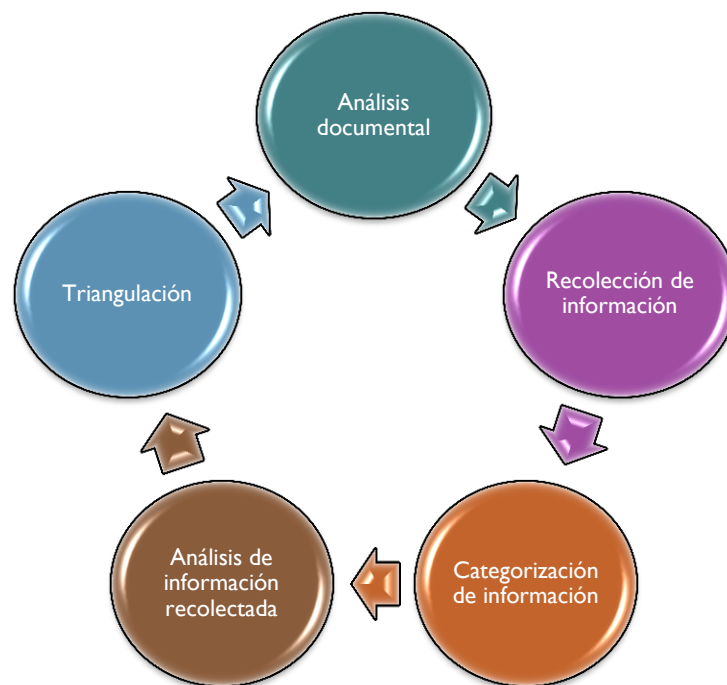 Análisis
documental
Recolección de
información
Categorización
de información
Análisis de
información
recolectada
Triangulación